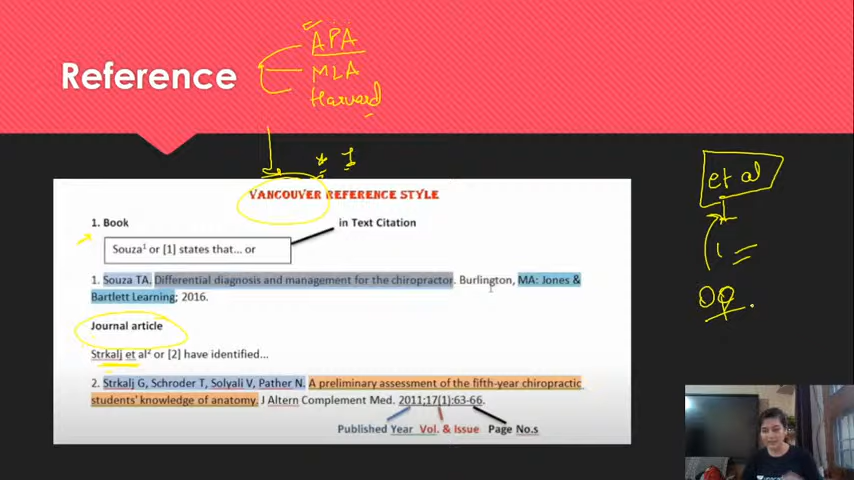 APA
Reference
MLA
Harvard
et al
VANCOUVER REFERENCE STYLE
1. Book
in Text Citation
Souza¹ or [1] states that... or
1. Souza TA. Differential diagnosis and management for the chiropractor. Burlington, MA: Jones &
Bartlett Learning; 2016.
Journal article
Strkalj et al² or [2] have identified...
2. Strkalj G, Schroder T, Solyali V, Pather N. A preliminary assessment of the fifth-year chiropractic
students' knowledge of anatomy. J Altern Complement Med. 2011;17(1):63-66.
Published Year Vol. & Issue Page No.s